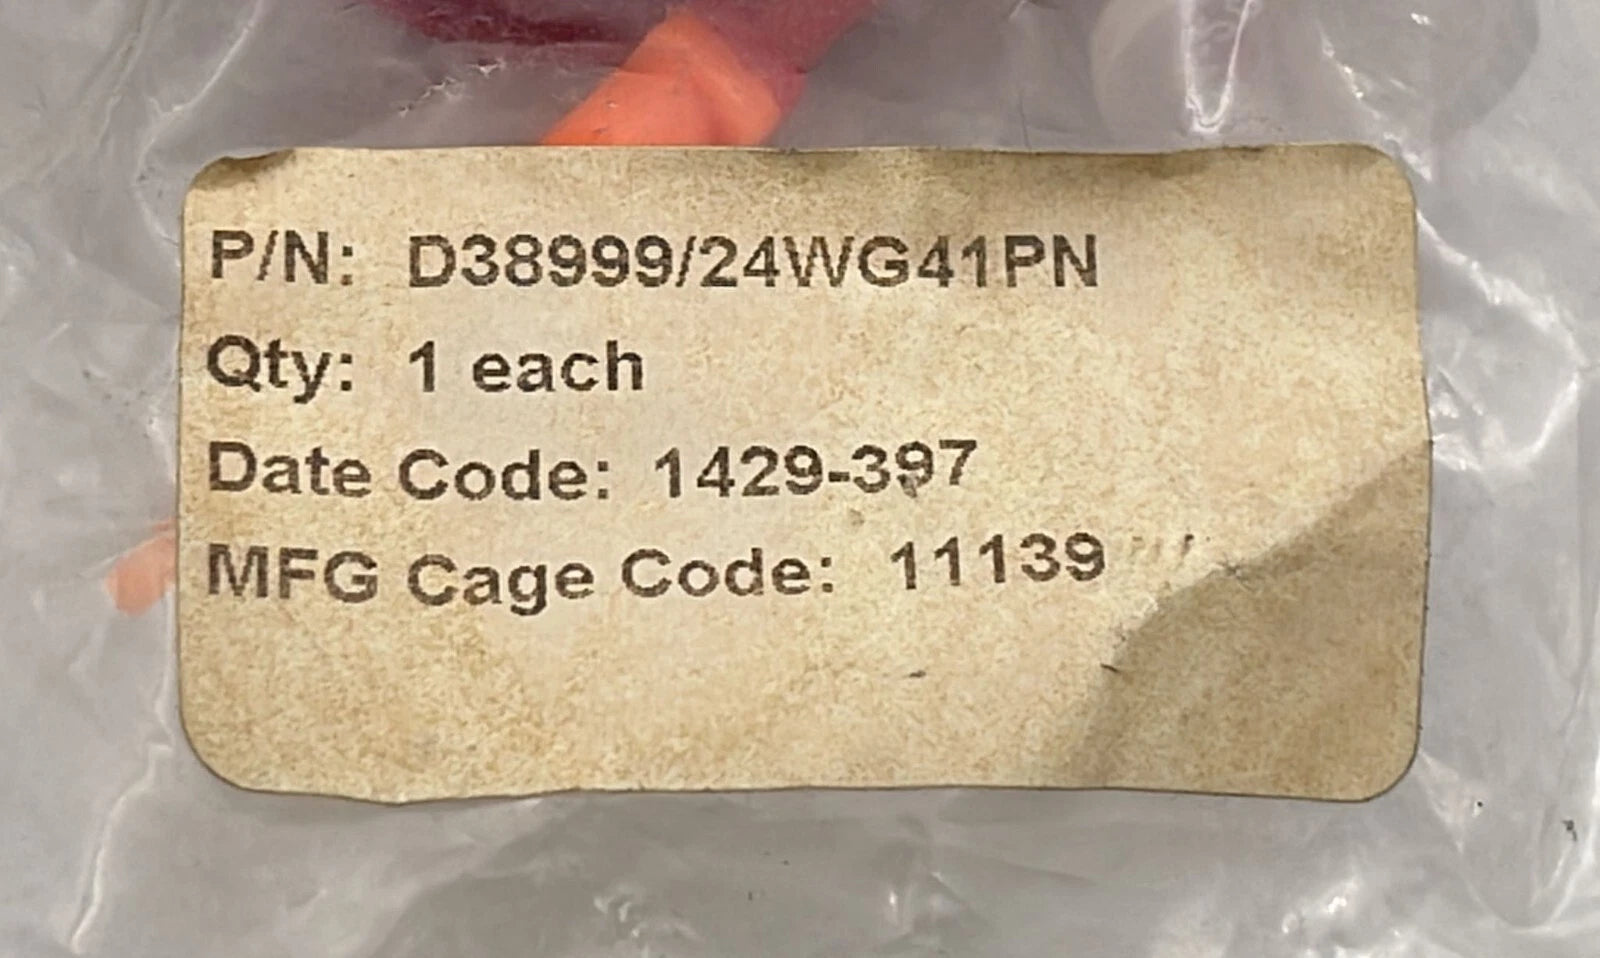 P/N: D38999/24WG41PN
Qty: 1 each
Date Code: 1429-397
MFG Cage Code: 11139